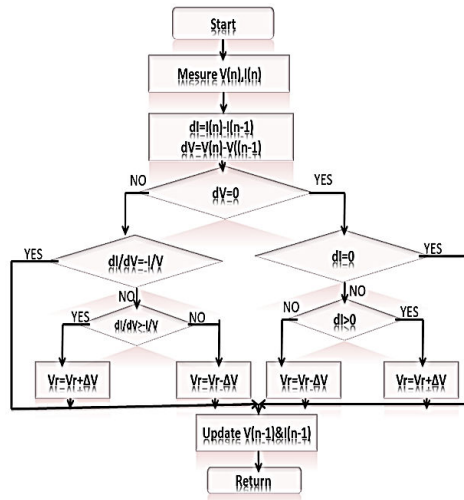 Start
Mesure V(n),I(n)
dI=I(n)-I(n-1)
dV=V(n)-V((n-1)
NO
YES
dV=0
YES
dI/dV=-I/V
dI=0
YES
NO
NO
YES
dI/dV>-I/V
NO
NO
dI>0
YES
Vr=Vr+ΔV
Vr=Vr-ΔV
Vr=Vr-ΔV
Vr=Vr+ΔV
Update V(n-1)&I(n-1)
Return